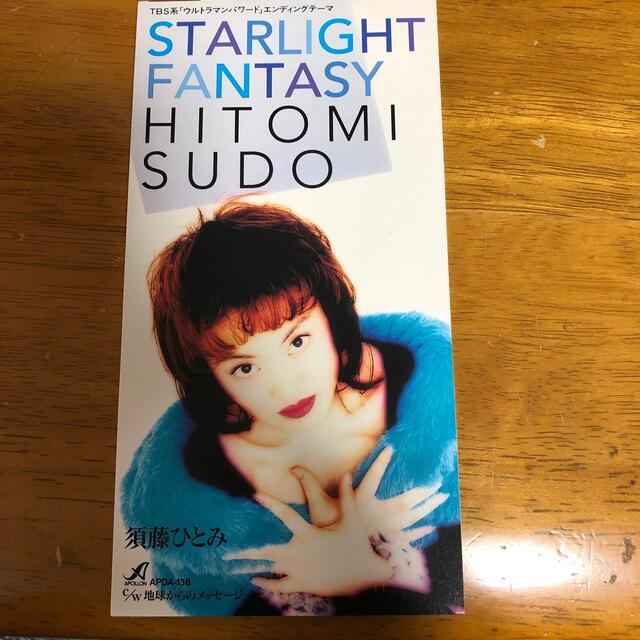 TBS系「ウルトラマンパワード」エンディングテーマ
STARLIGHT
FANTASY
HITOMI
SUDO
須藤ひとみ
APOLLON APDA-136
c/w 地球からのメッセージ